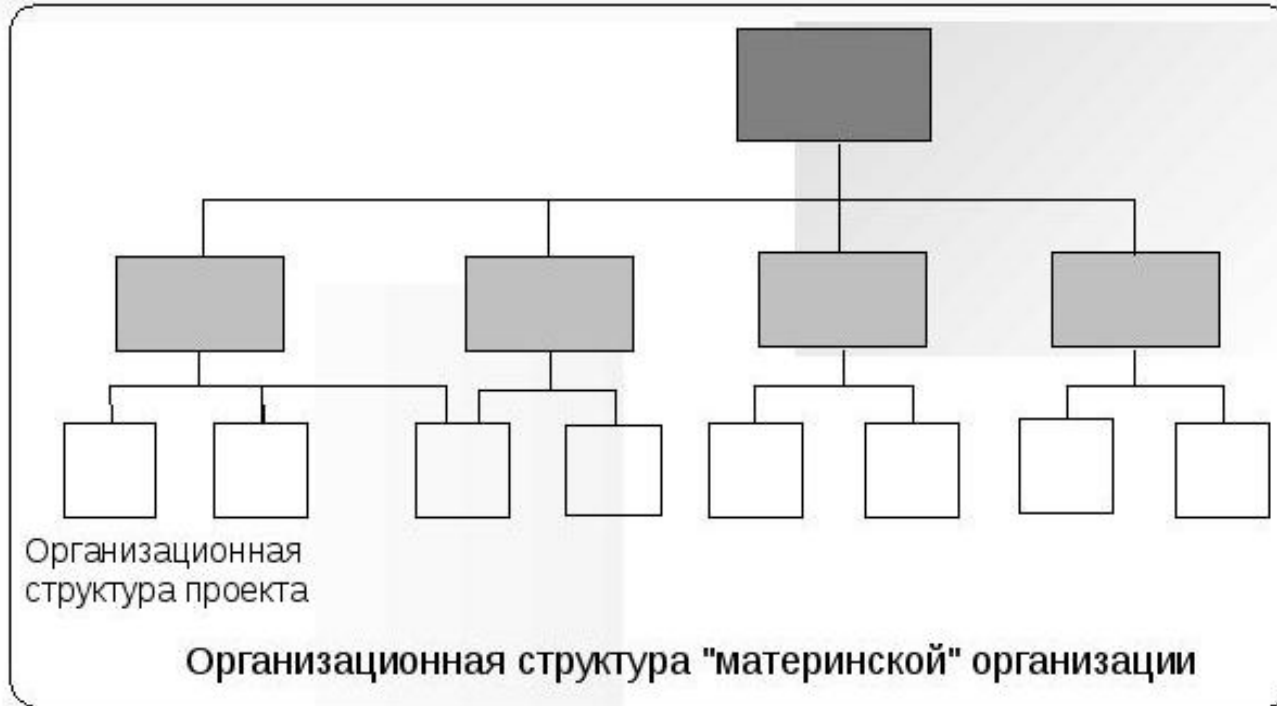 Организационная
структура проекта
Организационная структура "материнской" организации